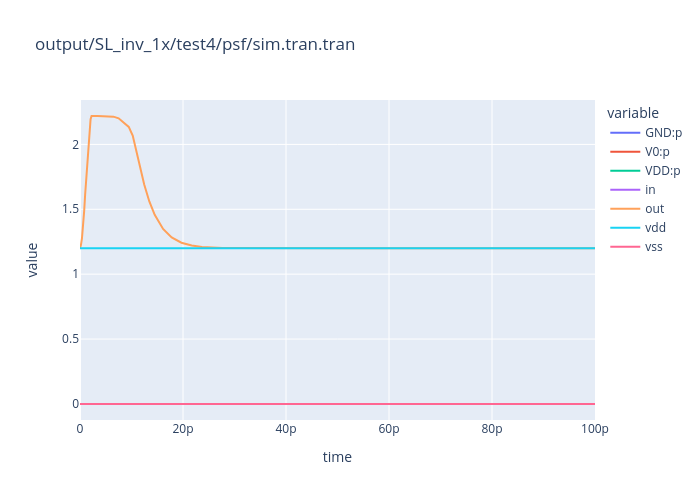 output/SL_inv_1x/test4/psf/sim.tran.tran
variable
GND:p
V0:p
VDD:p
in
out
vdd
vss
value
2
1.5
1
0.5
0
0
20p
40p
60p
80p
100p
time